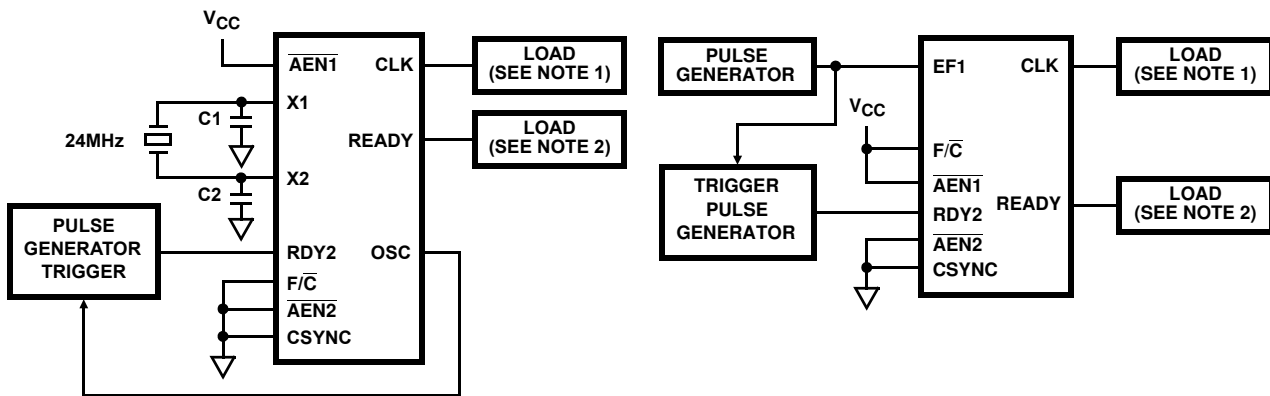 VCC
AEN1
CLK
LOAD
(SEE NOTE 1)
X1
C1
24MHz
READY
LOAD
(SEE NOTE 2)
X2
C2
PULSE
GENERATOR
TRIGGER
RDY2
OSC
F/C
AEN2
CSYNC
PULSE
GENERATOR
EF1
CLK
LOAD
(SEE NOTE 1)
VCC
F/C
TRIGGER
PULSE
GENERATOR
AEN1
RDY2
READY
LOAD
(SEE NOTE 2)
AEN2
CSYNC